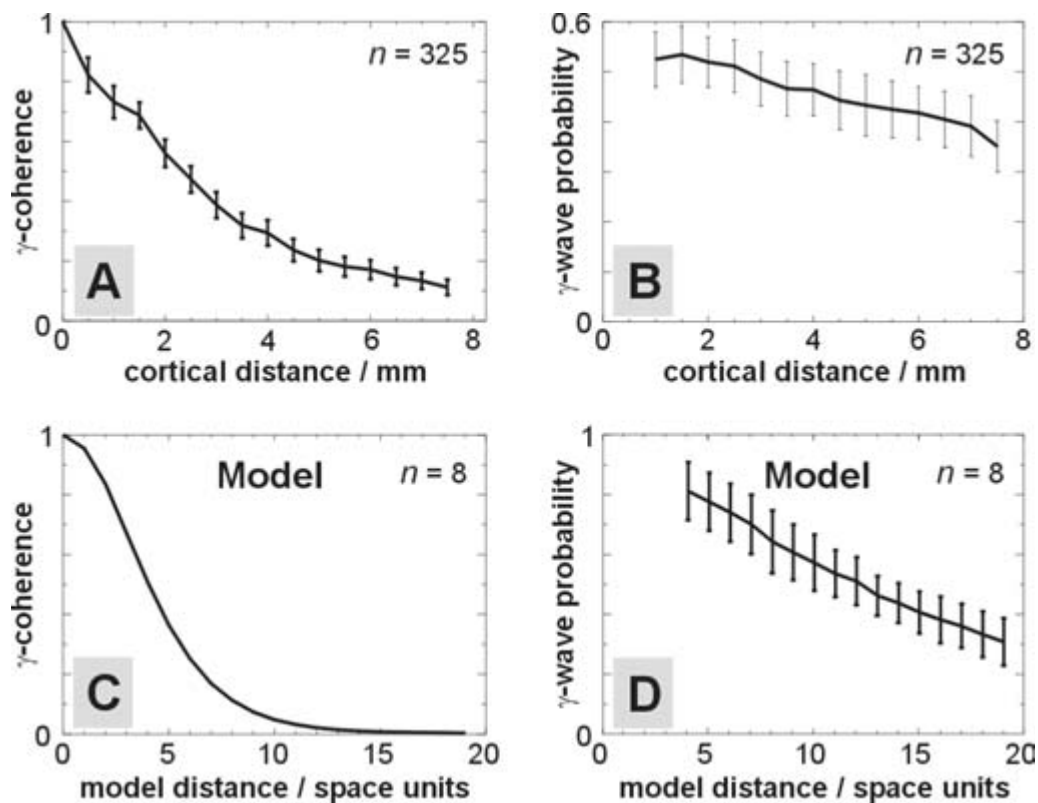 1
γ-coherence
n = 325
A
0
0 2 4 6 8
cortical distance / mm
0.6
γ-wave probability
n = 325
B
0
0 2 4 6 8
cortical distance / mm
1
γ-coherence
Model
n = 8
C
0
0 5 10 15 20
model distance / space units
1
γ-wave probability
Model
n = 8
D
0
0 5 10 15 20
model distance / space units